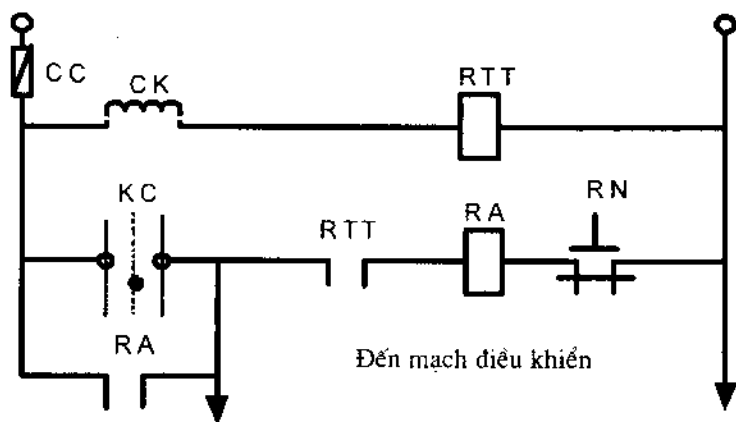 CC
CK
RTT
KC
RTT
RA
RN
RA
Đến mạch điều khiển